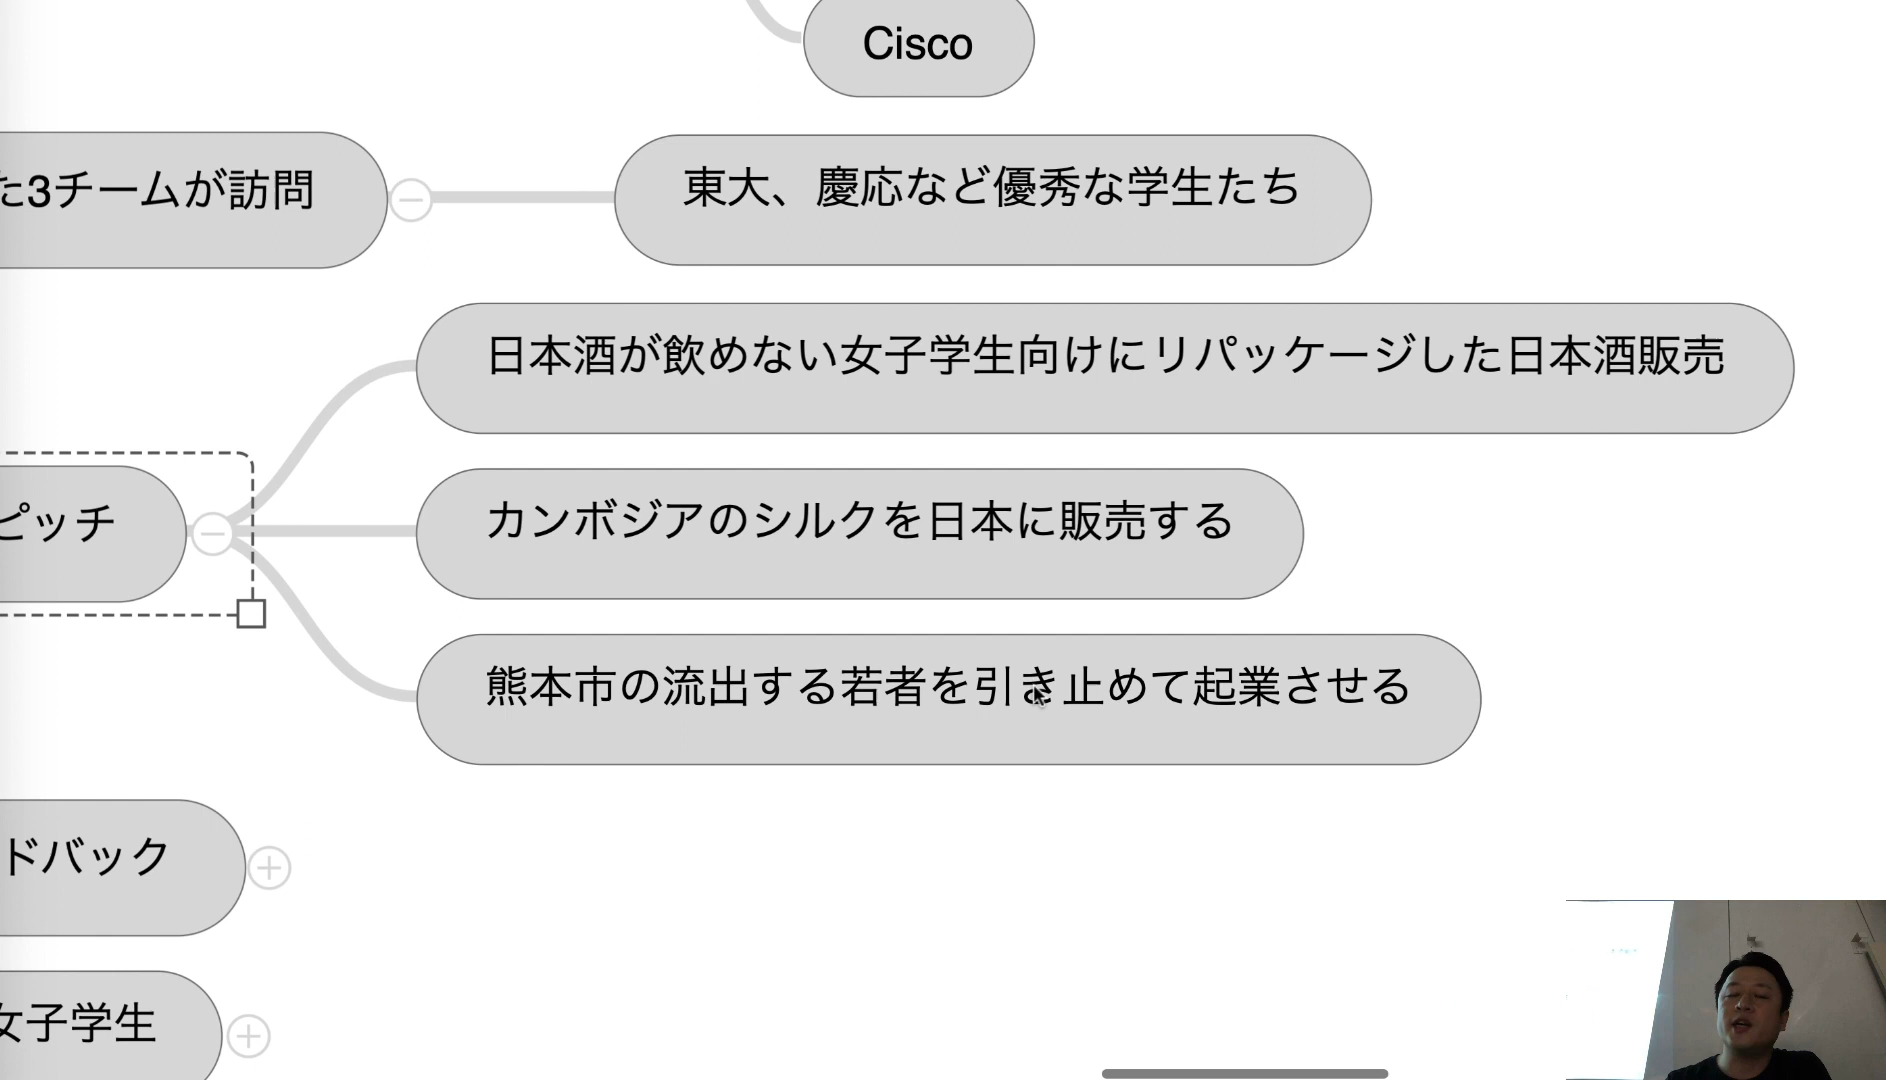 Cisco
た3チームが訪問
東大、慶応など優秀な学生たち
日本酒が飲めない女子学生向けにリパッケージした日本酒販売
ピッチ
カンボジアのシルクを日本に販売する
熊本市の流出する若者を引き止めて起業させる
ドバック
女子学生